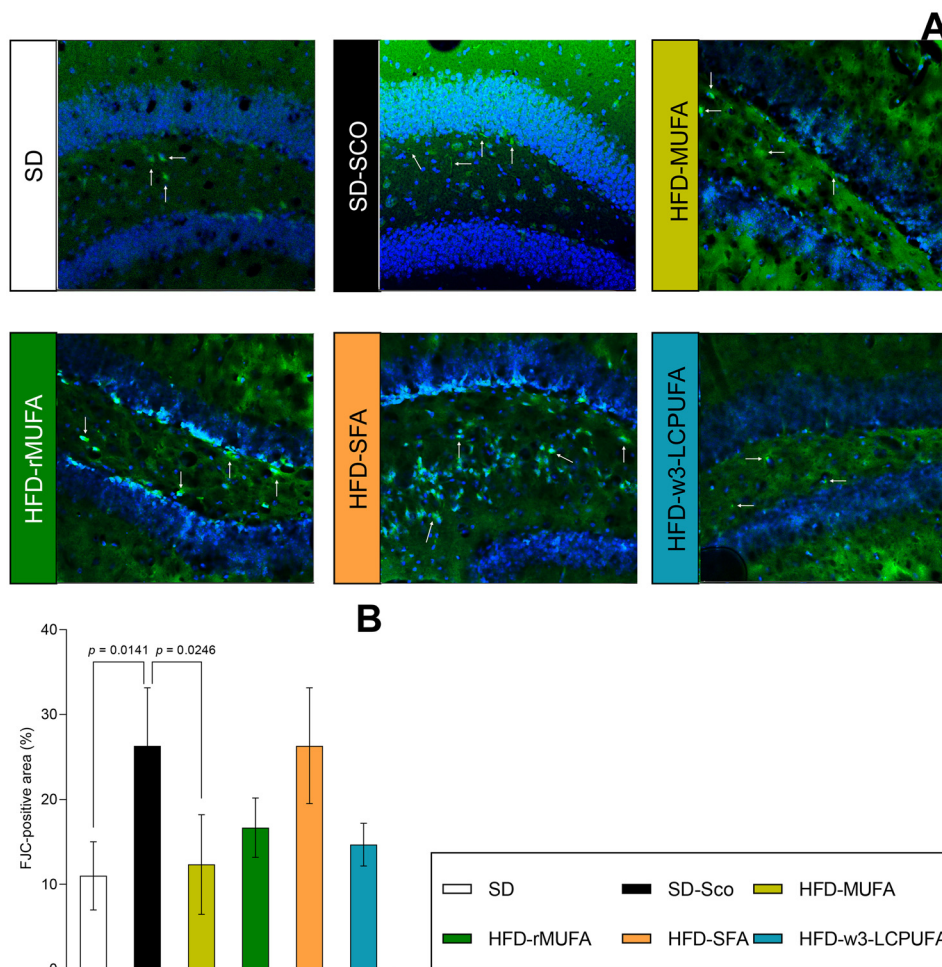 A
SD
SD-SCO
HFD-MUFA
HFD-rMUFA
HFD-SFA
HFD-w3-LCPUFA
B
40
p = 0.0141
p = 0.0246
30
FJC-positive area (%)
20
10
0
SD
SD-Sco
HFD-MUFA
HFD-rMUFA
HFD-SFA
HFD-w3-LCPUFA